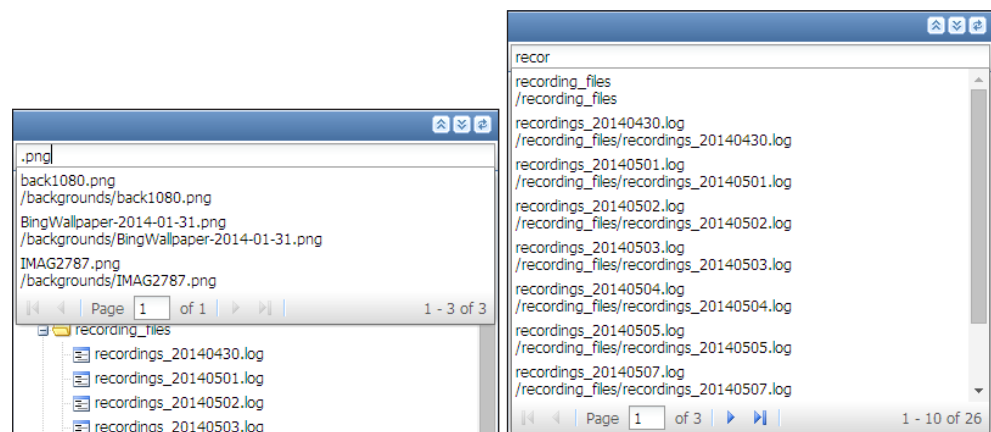 .png
back1080.png
/backgrounds/back1080.png
BingWallpaper-2014-01-31.png
/backgrounds/BingWallpaper-2014-01-31.png
IMAG2787.png
/backgrounds/IMAG2787.png
Page 1 of 1 1 - 3 of 3
recording_files
recordings_20140430.log
recordings_20140501.log
recordings_20140502.log
recordings_20140503.log
recor
recording_files
/recording_files
recordings_20140430.log
/recording_files/recordings_20140430.log
recordings_20140501.log
/recording_files/recordings_20140501.log
recordings_20140502.log
/recording_files/recordings_20140502.log
recordings_20140503.log
/recording_files/recordings_20140503.log
recordings_20140504.log
/recording_files/recordings_20140504.log
recordings_20140505.log
/recording_files/recordings_20140505.log
recordings_20140507.log
/recording_files/recordings_20140507.log
Page 1 of 3 1 - 10 of 26